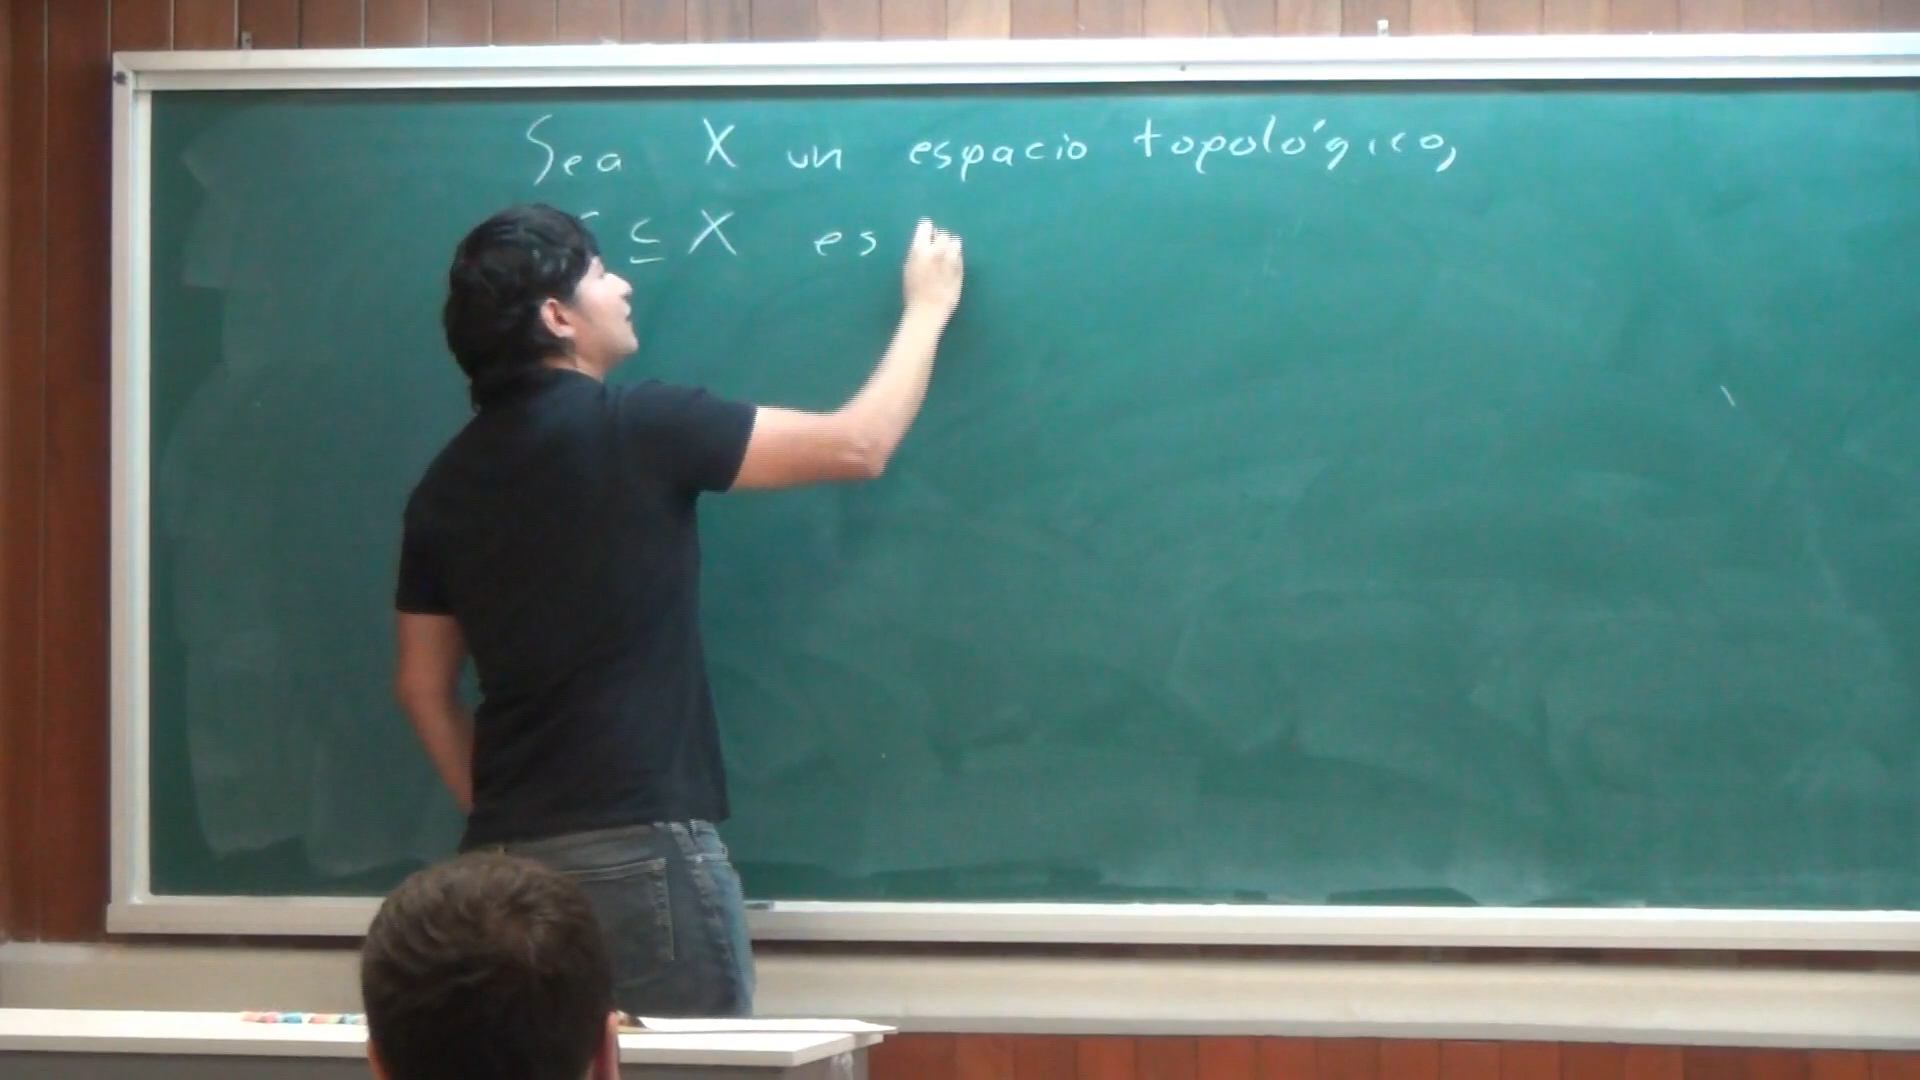 Sea X un espacio topológico,
⊆ X es